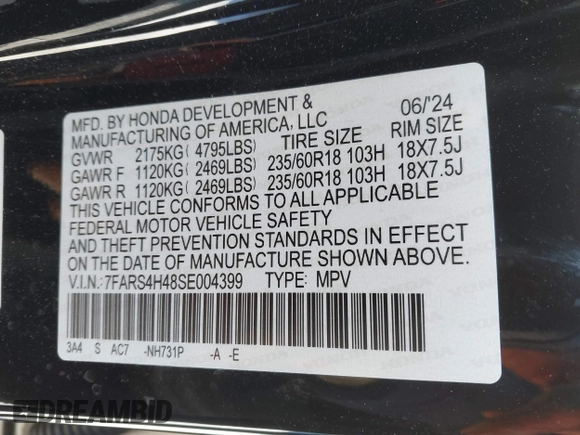 MFD. BY HONDA DEVELOPMENT &
MANUFACTURING OF AMERICA, LLC 06/'24
GVWR 2175KG ( 4795LBS) TIRE SIZE RIM SIZE
GAWR F 1120KG ( 2469LBS) 235/60R18 103H 18X7.5J
GAWR R 1120KG ( 2469LBS) 235/60R18 103H 18X7.5J
THIS VEHICLE CONFORMS TO ALL APPLICABLE
FEDERAL MOTOR VEHICLE SAFETY
AND THEFT PREVENTION STANDARDS IN EFFECT
ON THE DATE OF MANUFACTURE SHOWN ABOVE.
V.I.N.: 7FARS4H48SE004399 TYPE: MPV
3A4 S AC7 -NH731P -A -E
DREAMBID